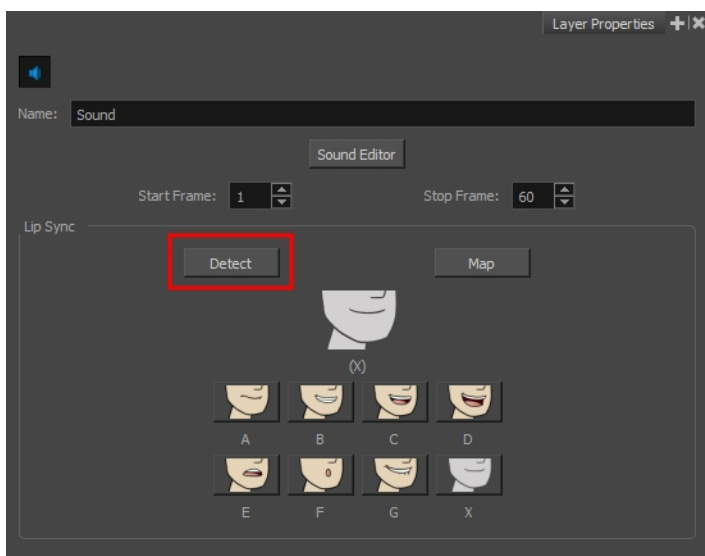 Layer Properties
Name: Sound
Sound Editor
Start Frame: 1 Stop Frame: 60
Lip Sync
Detect Map
(X)
A B C D
E F G X